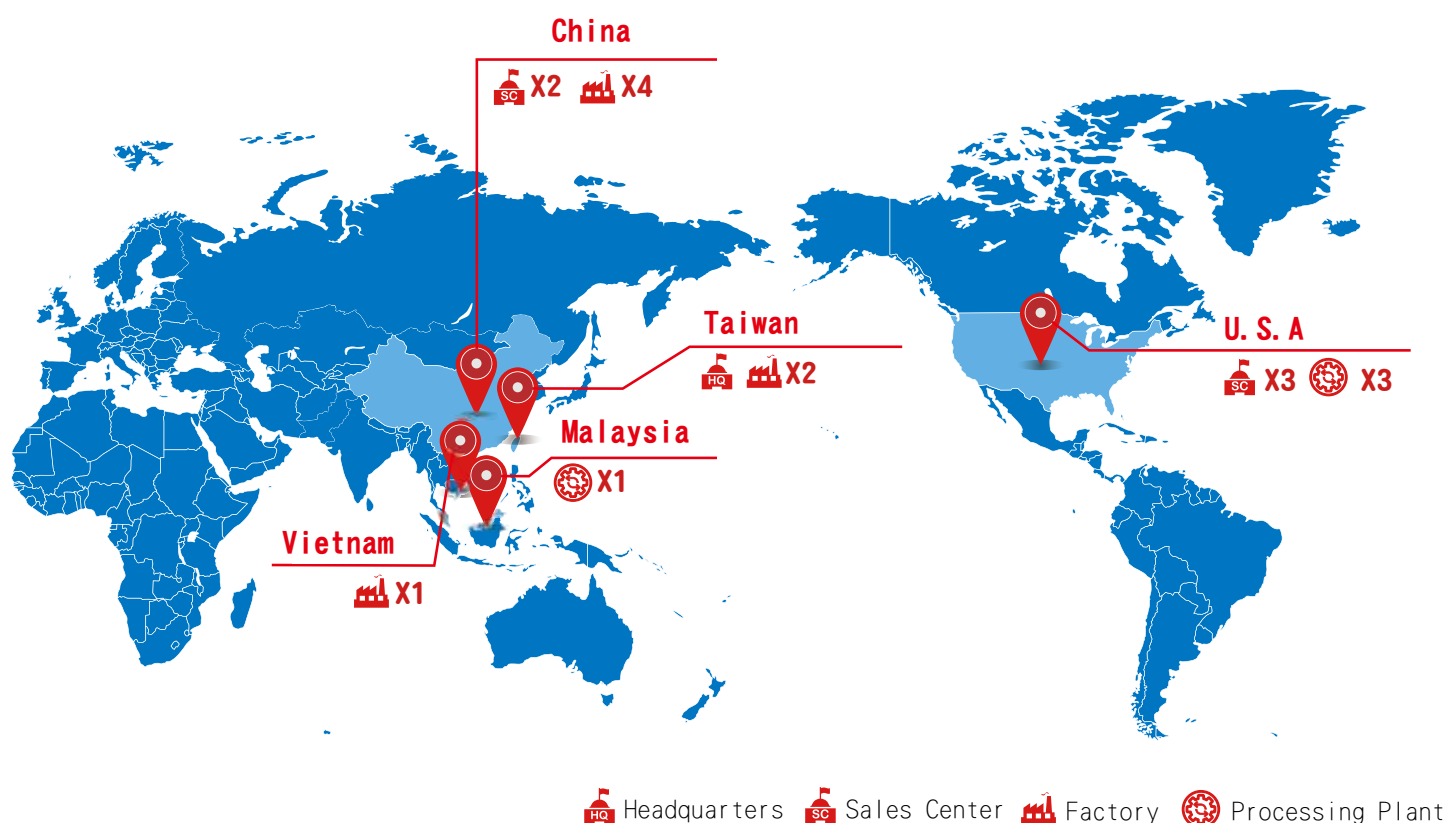 China
SC X2 X4
Taiwan
HQ X2
U.S.A
SC X3 X3
Malaysia
X1
Vietnam
X1
HQ Headquarters SC Sales Center Factory Processing Plant